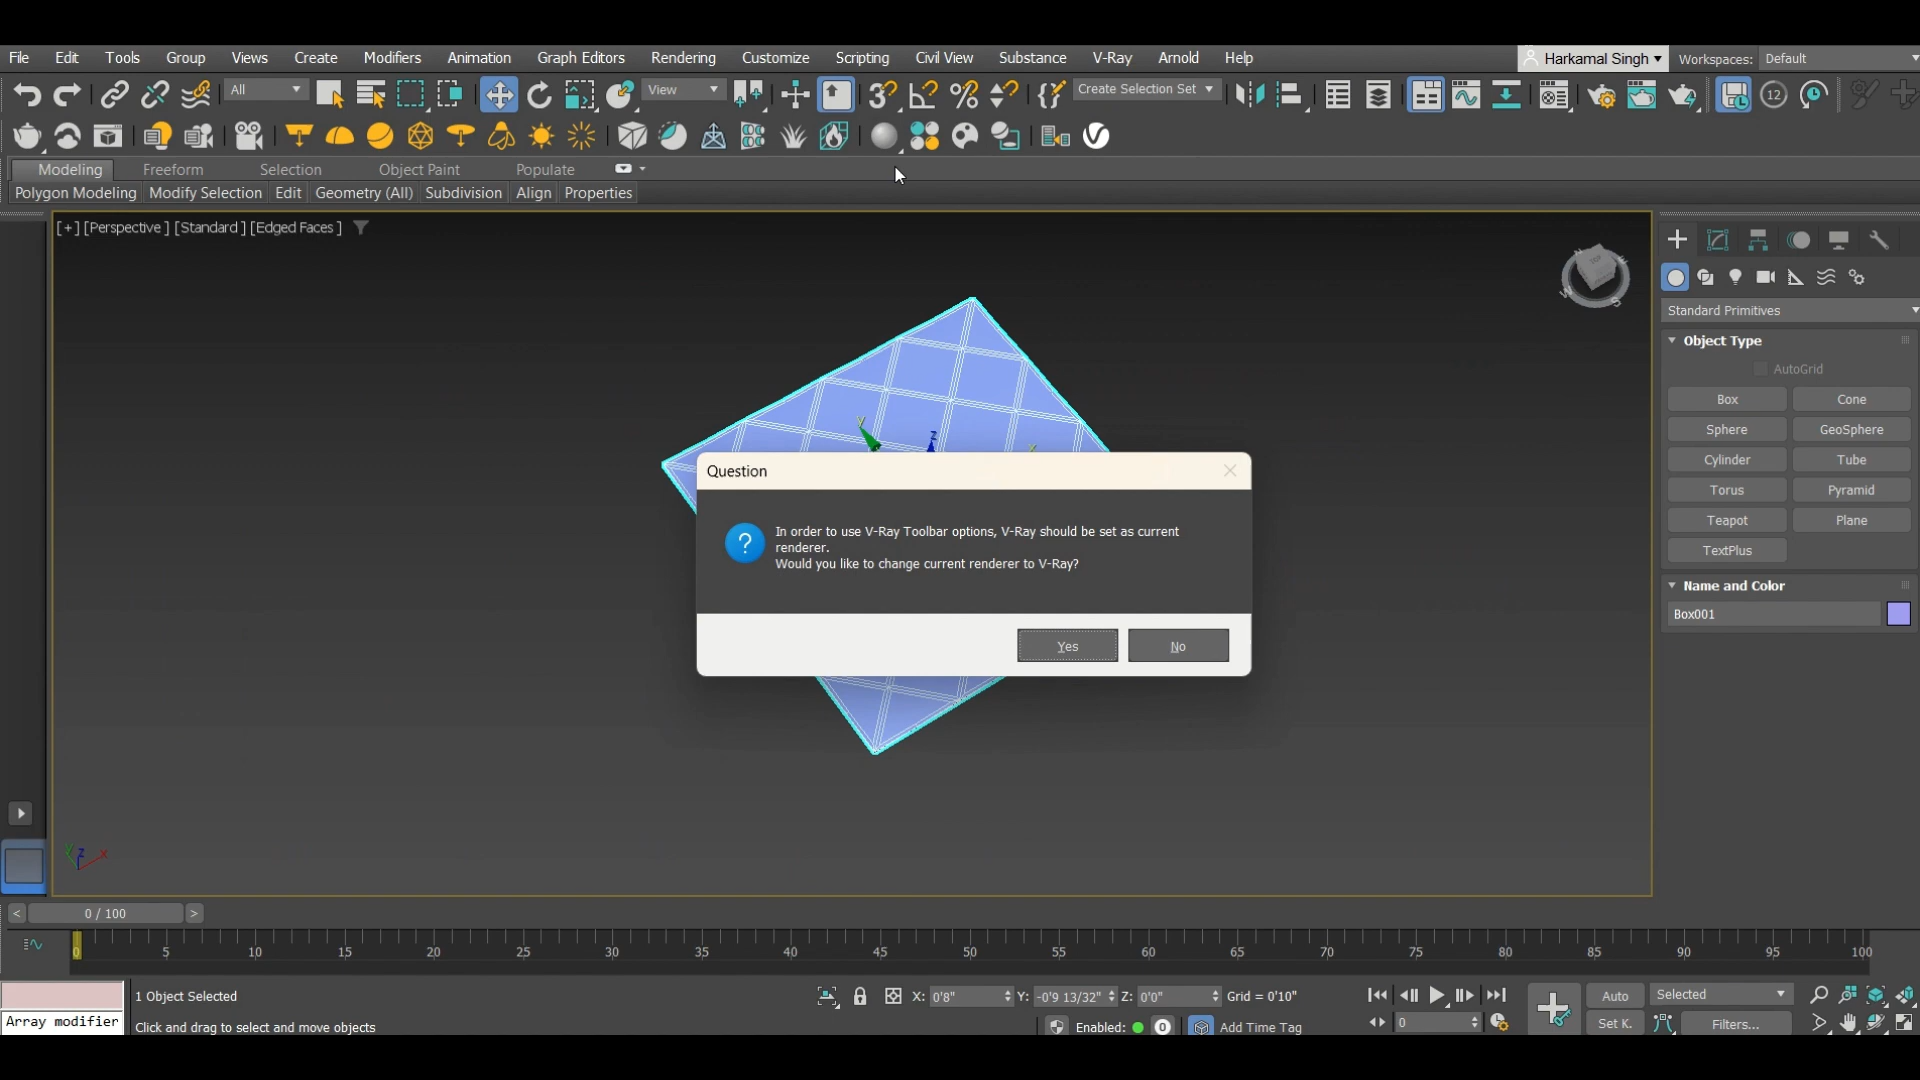 File Edit Tools Group Views Create Modifiers Animation Graph Editors Rendering Customize Scripting Civil View Substance V-Ray Arnold Help Harkamal Singh Workspaces: Default
All View Create Selection Set 12
Modeling Freeform Selection Object Paint Populate
Polygon Modeling Modify Selection Edit Geometry (All) Subdivision Align Properties
[+] [Perspective ] [Standard ] [Edged Faces ]
Standard Primitives
Object Type
AutoGrid
Box Cone
Sphere GeoSphere
Cylinder Tube
Torus Pyramid
Teapot Plane
TextPlus
Name and Color
Box001
Question
In order to use V-Ray Toolbar options, V-Ray should be set as current
renderer.
Would you like to change current renderer to V-Ray?
Yes No
0 / 100
0 5 10 15 20 25 30 35 40 45 50 55 60 65 70 75 80 85 90 95 100
1 Object Selected X: 0'8" Y: -0'9 13/32" Z: 0'0" Grid = 0'10" Auto Selected
Array modifier Click and drag to select and move objects Enabled: 0 Add Time Tag 0 Set K. Filters...